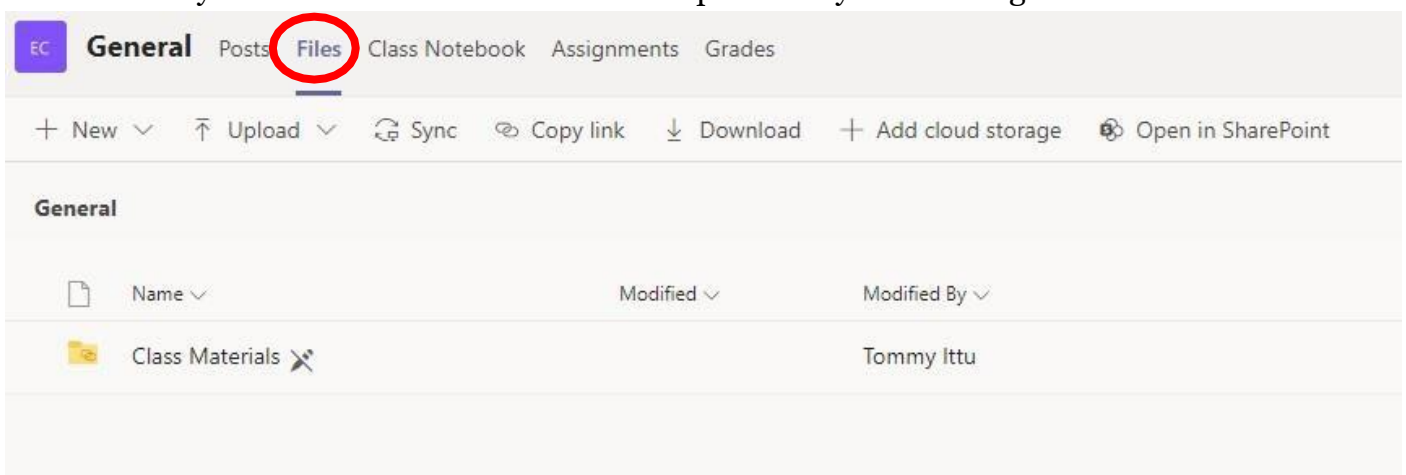 EC General Posts Files Class Notebook Assignments Grades
+ New Upload Sync Copy link Download + Add cloud storage Open in SharePoint
General
Name Modified Modified By
Class Materials Tommy Ittu